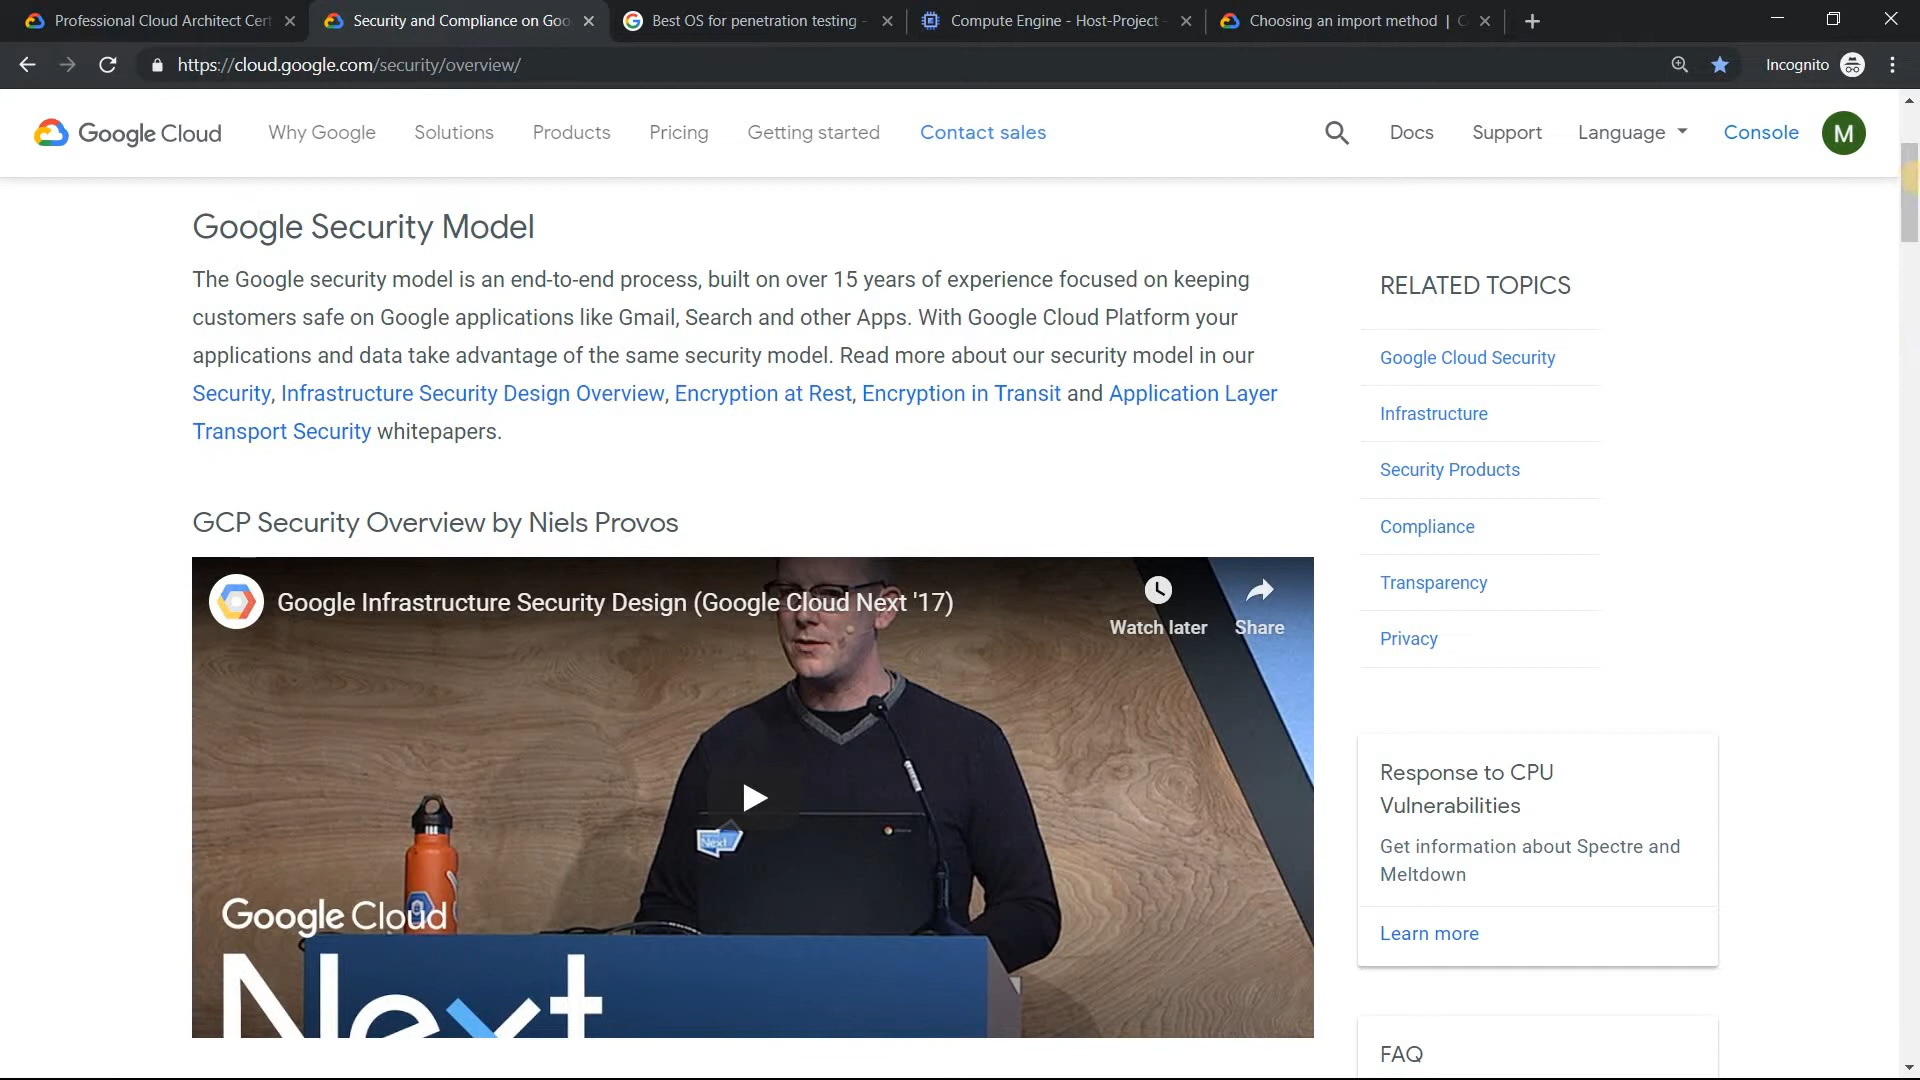 Professional Cloud Architect Cert
Security and Compliance on Goo
Best OS for penetration testing -
Compute Engine - Host-Project -
Choosing an import method | C
https://cloud.google.com/security/overview/
Incognito
Google Cloud
Why Google
Solutions
Products
Pricing
Getting started
Contact sales
Docs
Support
Language
Console
M
Google Security Model
The Google security model is an end-to-end process, built on over 15 years of experience focused on keeping
customers safe on Google applications like Gmail, Search and other Apps. With Google Cloud Platform your
applications and data take advantage of the same security model. Read more about our security model in our
Security, Infrastructure Security Design Overview, Encryption at Rest, Encryption in Transit and Application Layer
Transport Security whitepapers.
GCP Security Overview by Niels Provos
Google Infrastructure Security Design (Google Cloud Next '17)
Watch later
Share
Next
Google Cloud
Next
RELATED TOPICS
Google Cloud Security
Infrastructure
Security Products
Compliance
Transparency
Privacy
Response to CPU
Vulnerabilities
Get information about Spectre and
Meltdown
Learn more
FAQ